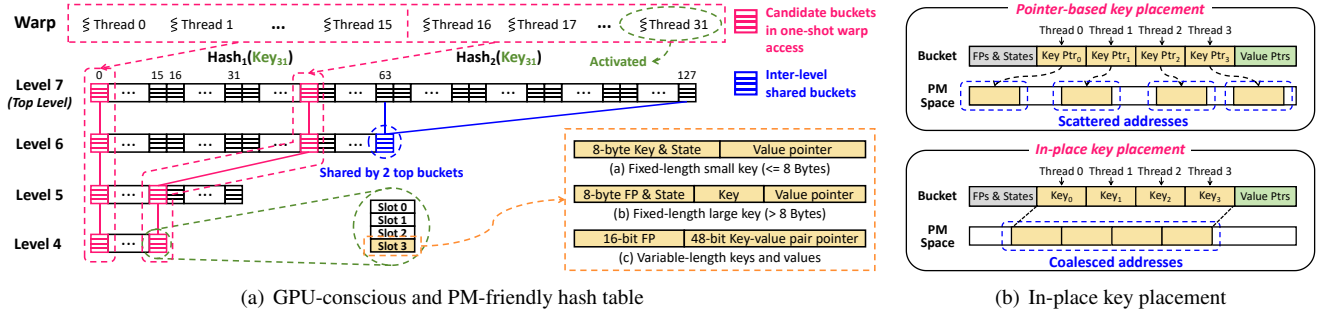 Warp
Thread 0 Thread 1 ... Thread 15 Thread 16 Thread 17 ... Thread 31
Candidate buckets
in one-shot warp
access
Hash1(Key31) Hash2(Key31)
Activated
0 15 16 31 63 127
Level 7
(Top Level)
... ... ... ... ... ... ... ...
Inter-level
shared buckets
Level 6
... ... ... ...
Shared by 2 top buckets
Level 5
... ...
Level 4
...
Slot 0
Slot 1
Slot 2
Slot 3
8-byte Key & State Value pointer
(a) Fixed-length small key (<= 8 Bytes)
8-byte FP & State Key Value pointer
(b) Fixed-length large key (> 8 Bytes)
16-bit FP 48-bit Key-value pair pointer
(c) Variable-length keys and values
(a) GPU-conscious and PM-friendly hash table
Pointer-based key placement
Thread 0 Thread 1 Thread 2 Thread 3
Bucket FPs & States Key Ptr0 Key Ptr1 Key Ptr2 Key Ptr3 Value Ptrs
PM
Space
Scattered addresses
In-place key placement
Thread 0 Thread 1 Thread 2 Thread 3
Bucket FPs & States Key0 Key1 Key2 Key3 Value Ptrs
PM
Space
Coalesced addresses
(b) In-place key placement